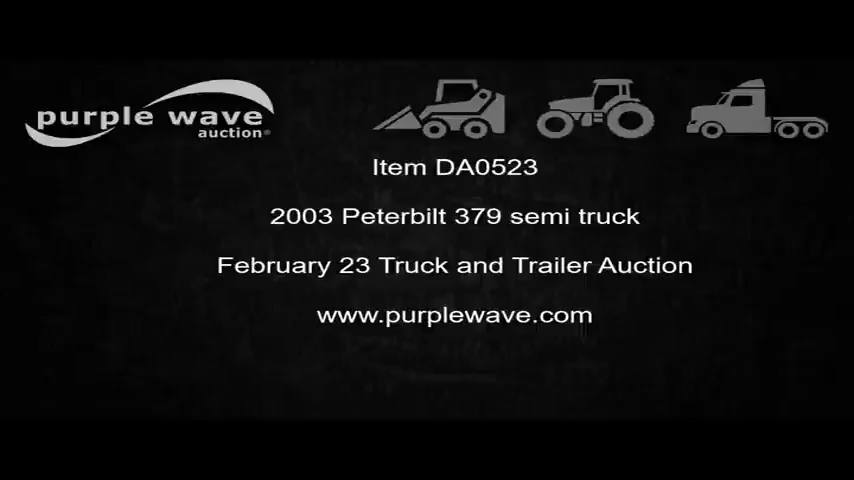 purple wave
auction®
Item DA0523
2003 Peterbilt 379 semi truck
February 23 Truck and Trailer Auction
www.purplewave.com